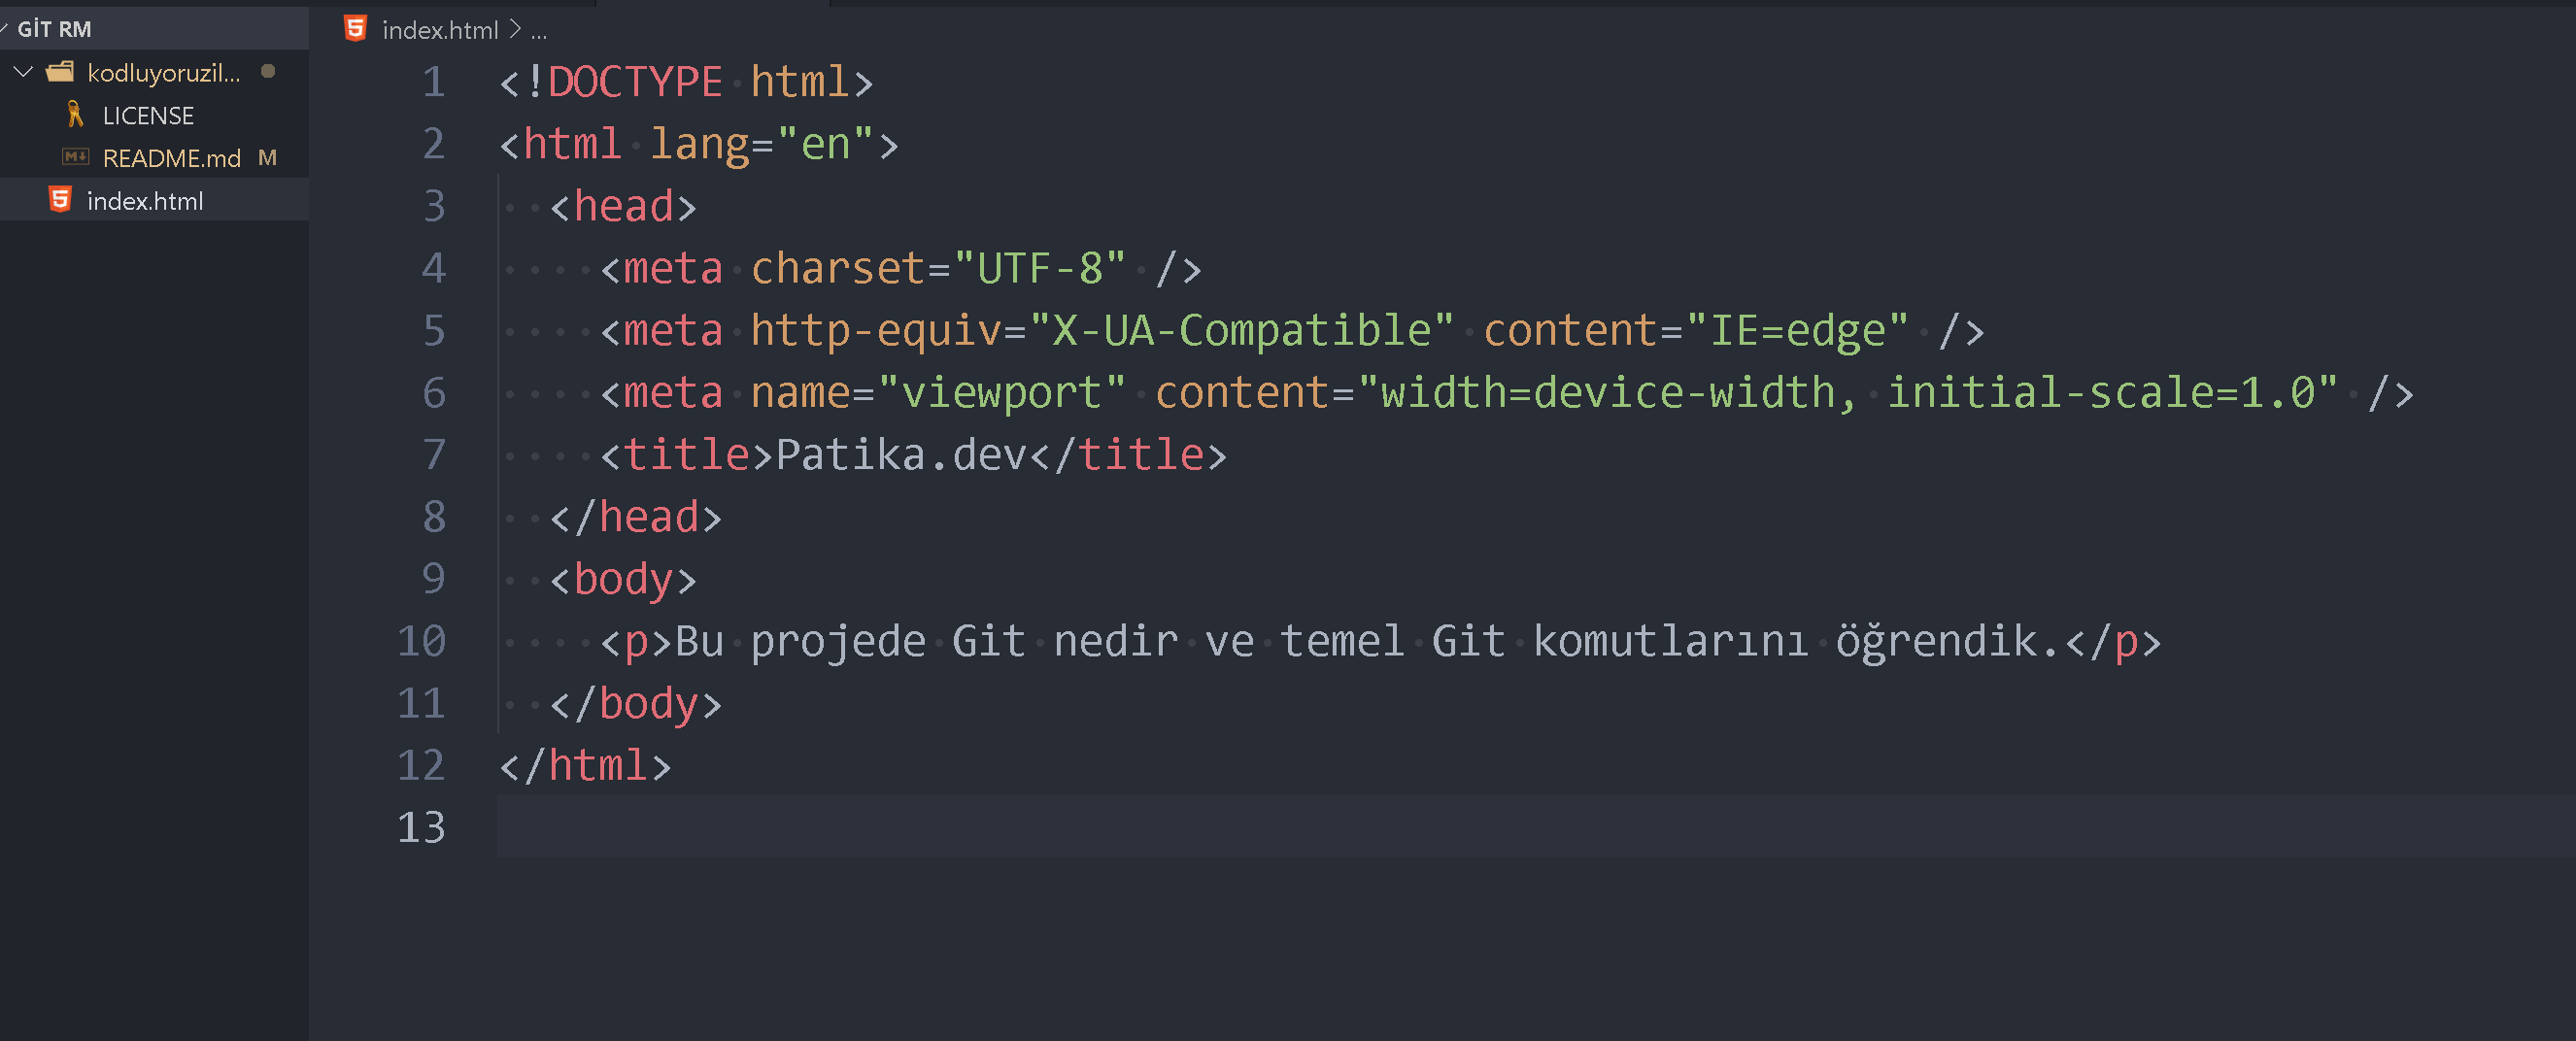 GİT RM
kodluyoruzil...
LICENSE
README.md M
index.html
index.html > ...
1 <!DOCTYPE html>
2 <html lang="en">
3 <head>
4 <meta charset="UTF-8" />
5 <meta http-equiv="X-UA-Compatible" content="IE=edge" />
6 <meta name="viewport" content="width=device-width, initial-scale=1.0" />
7 <title>Patika.dev</title>
8 </head>
9 <body>
10 <p>Bu projede Git nedir ve temel Git komutlarını öğrendik.</p>
11 </body>
12 </html>
13